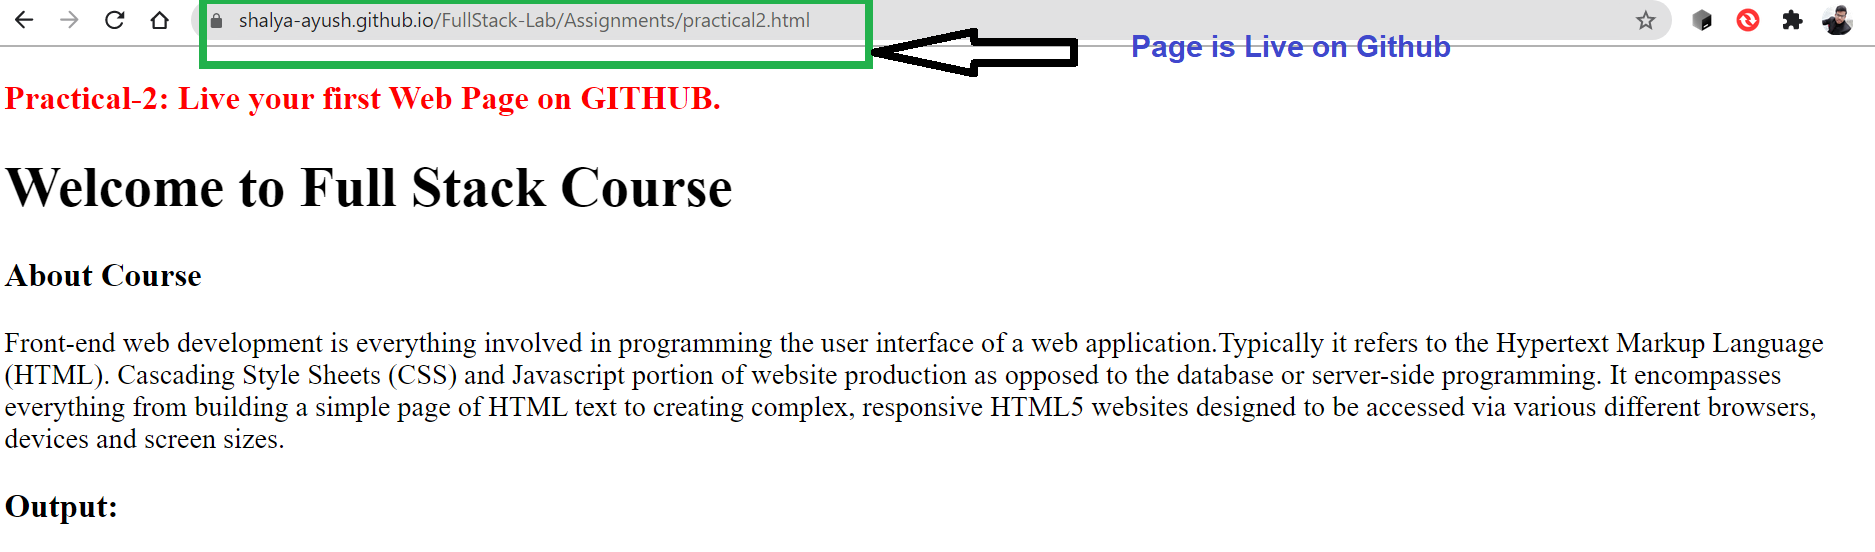 shalya-ayush.github.io/FullStack-Lab/Assignments/practical2.html
Page is Live on Github
Practical-2: Live your first Web Page on GITHUB.
Welcome to Full Stack Course
About Course
Front-end web development is everything involved in programming the user interface of a web application.Typically it refers to the Hypertext Markup Language
(HTML). Cascading Style Sheets (CSS) and Javascript portion of website production as opposed to the database or server-side programming. It encompasses
everything from building a simple page of HTML text to creating complex, responsive HTML5 websites designed to be accessed via various different browsers,
devices and screen sizes.
Output: